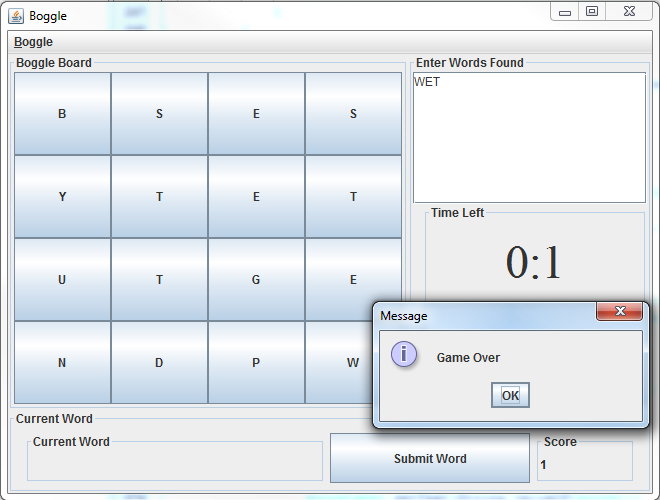 Boggle
Boggle
Boggle Board
Enter Words Found
B S E S
WET
Y T E T
Time Left
0:1
U T G E
Message
Game Over
OK
N D P W
Current Word
Current Word
Submit Word
Score
1